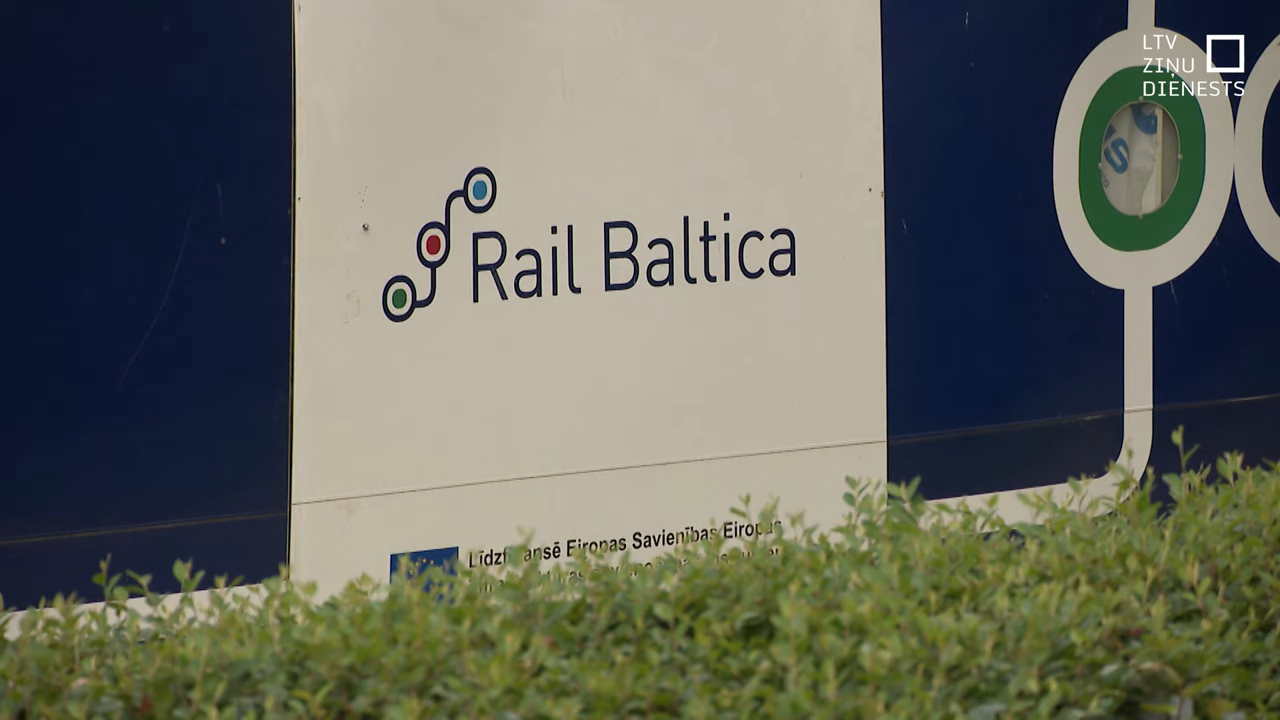 LTV
ZIŅU
DIENESTS
Rail Baltica
Līdzfinansē Eiropas Savienības Eiropas